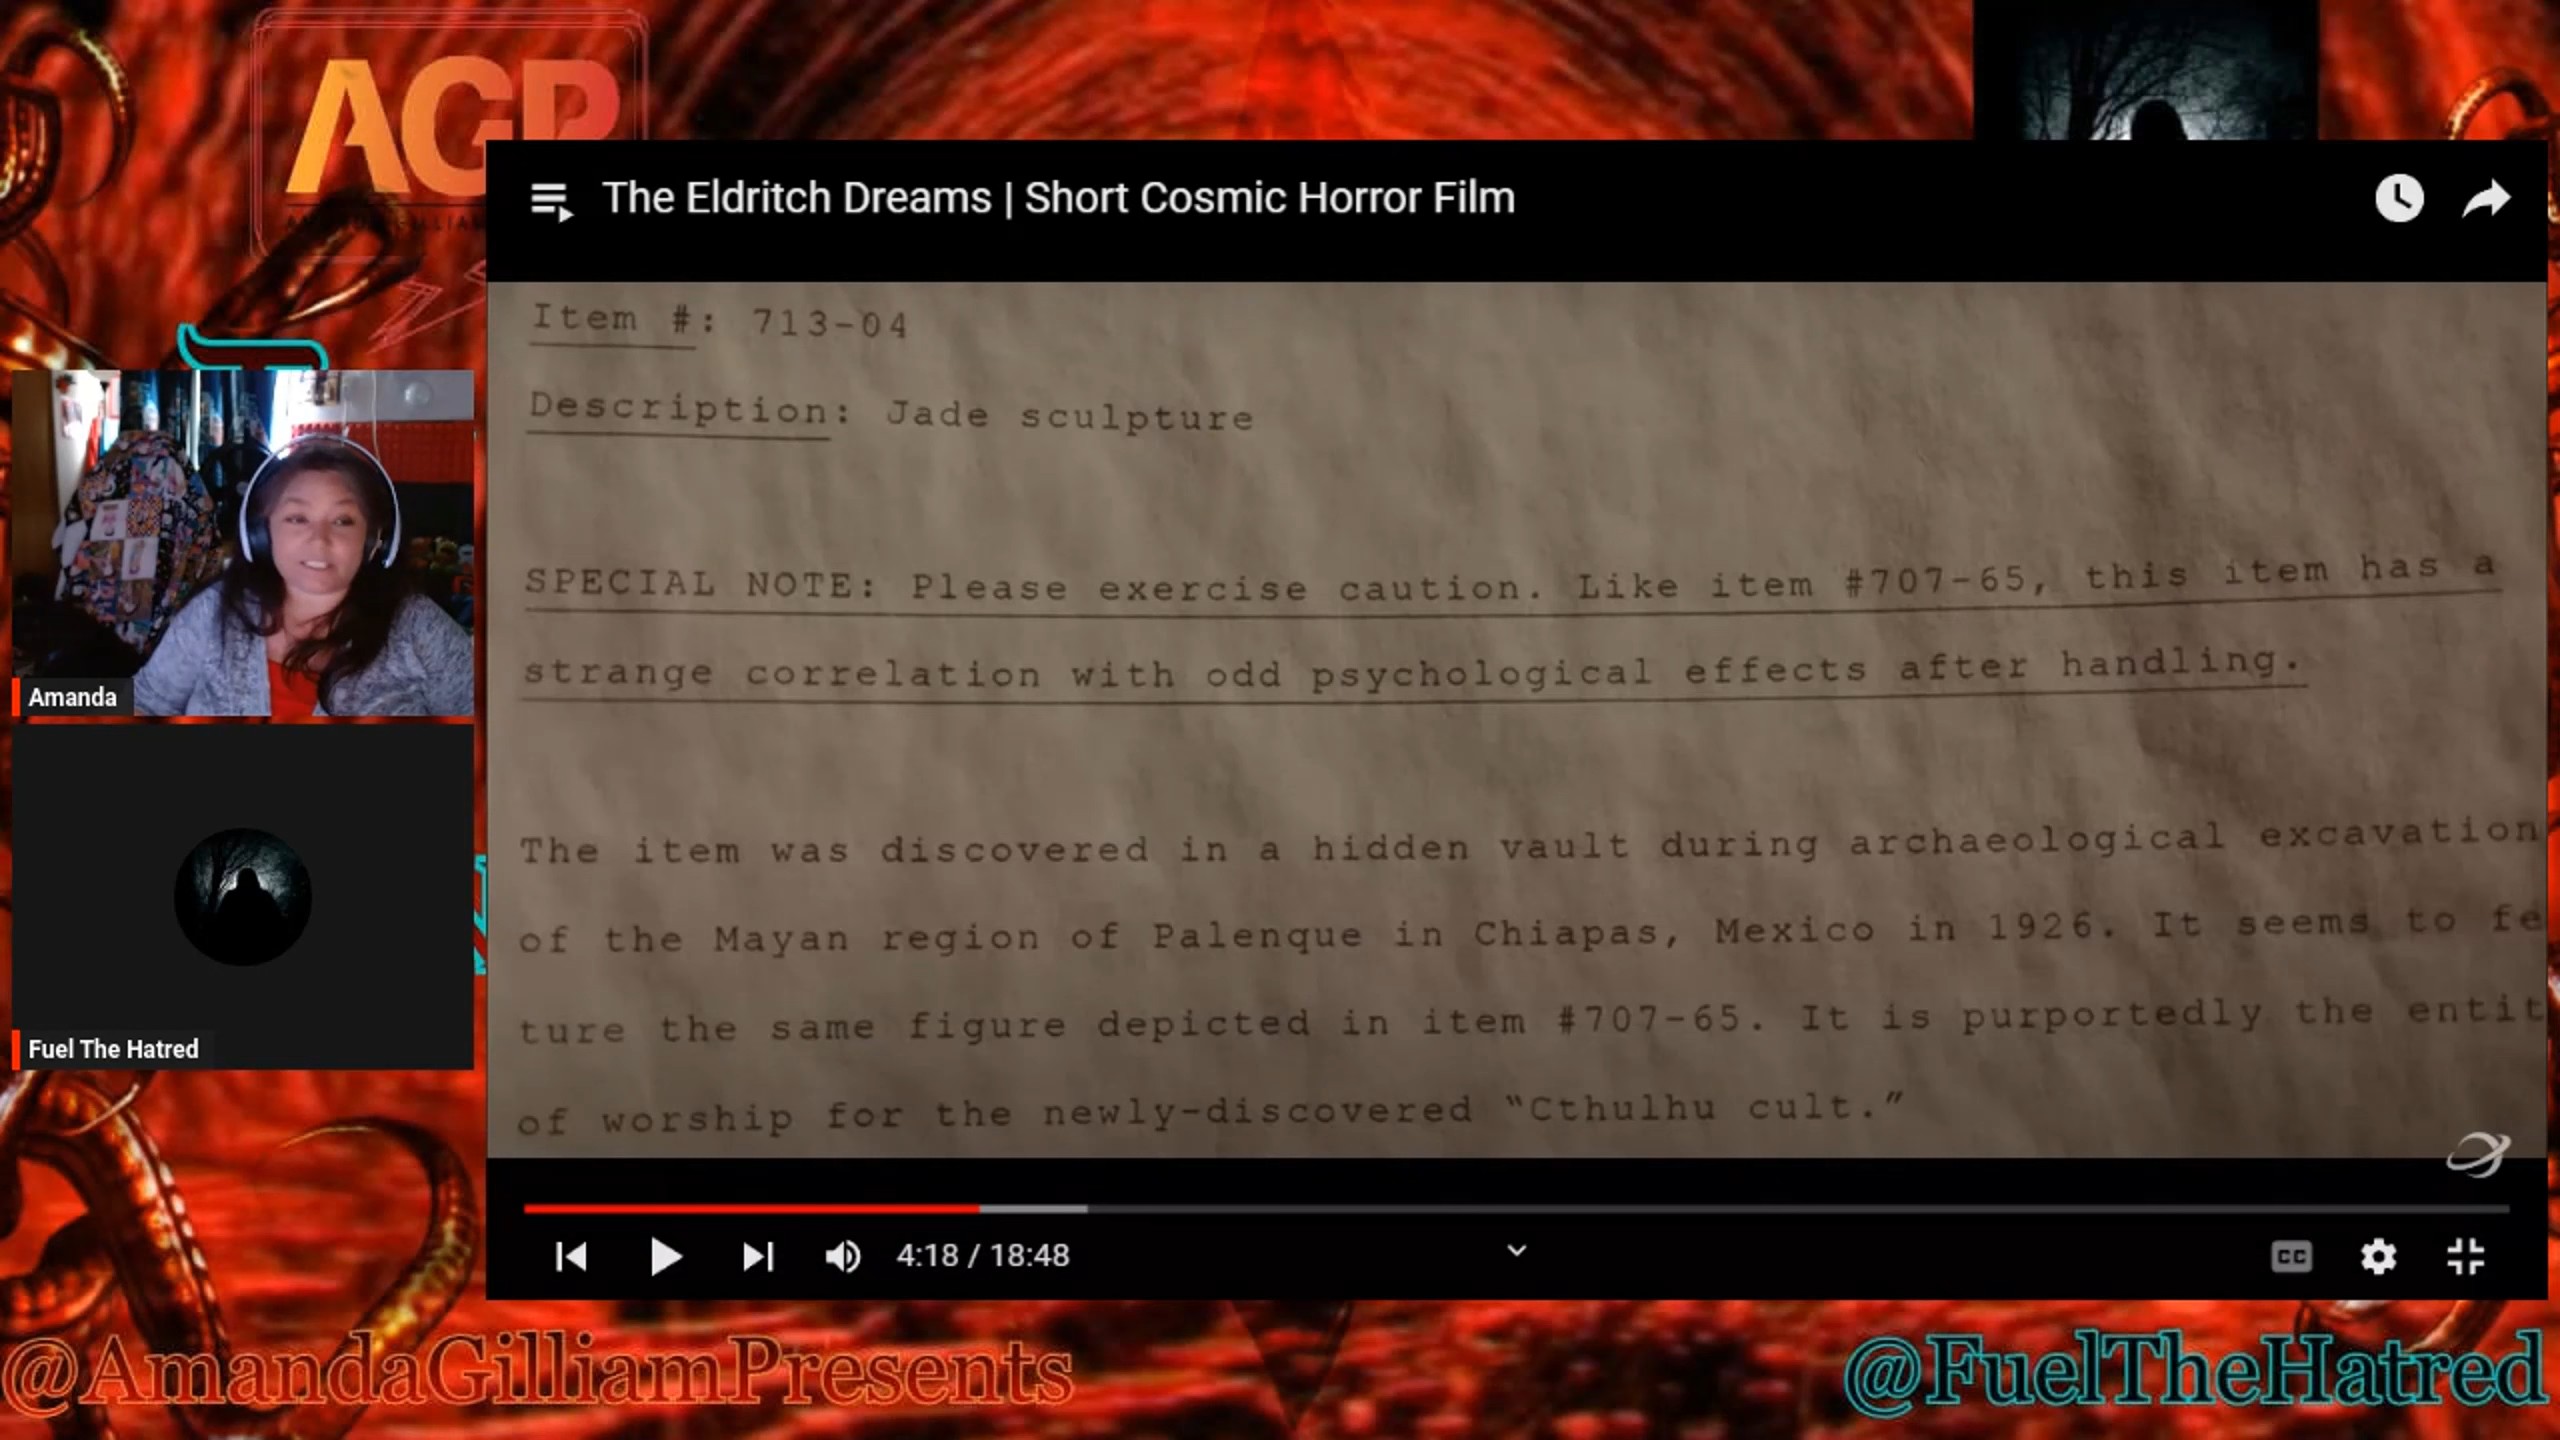 AGP
The Eldritch Dreams | Short Cosmic Horror Film
Item #: 713-04
Description: Jade sculpture
SPECIAL NOTE: Please exercise caution. Like item #707-65, this item has a
strange correlation with odd psychological effects after handling.
The item was discovered in a hidden vault during archaeological excavation
of the Mayan region of Palenque in Chiapas, Mexico in 1926. It seems to fe
ture the same figure depicted in item #707-65. It is purportedly the entit
of worship for the newly-discovered “Cthulhu cult.”
Amanda
Fuel The Hatred
4:18 / 18:48
CC
@AmandaGilliamPresents
@FuelTheHatred